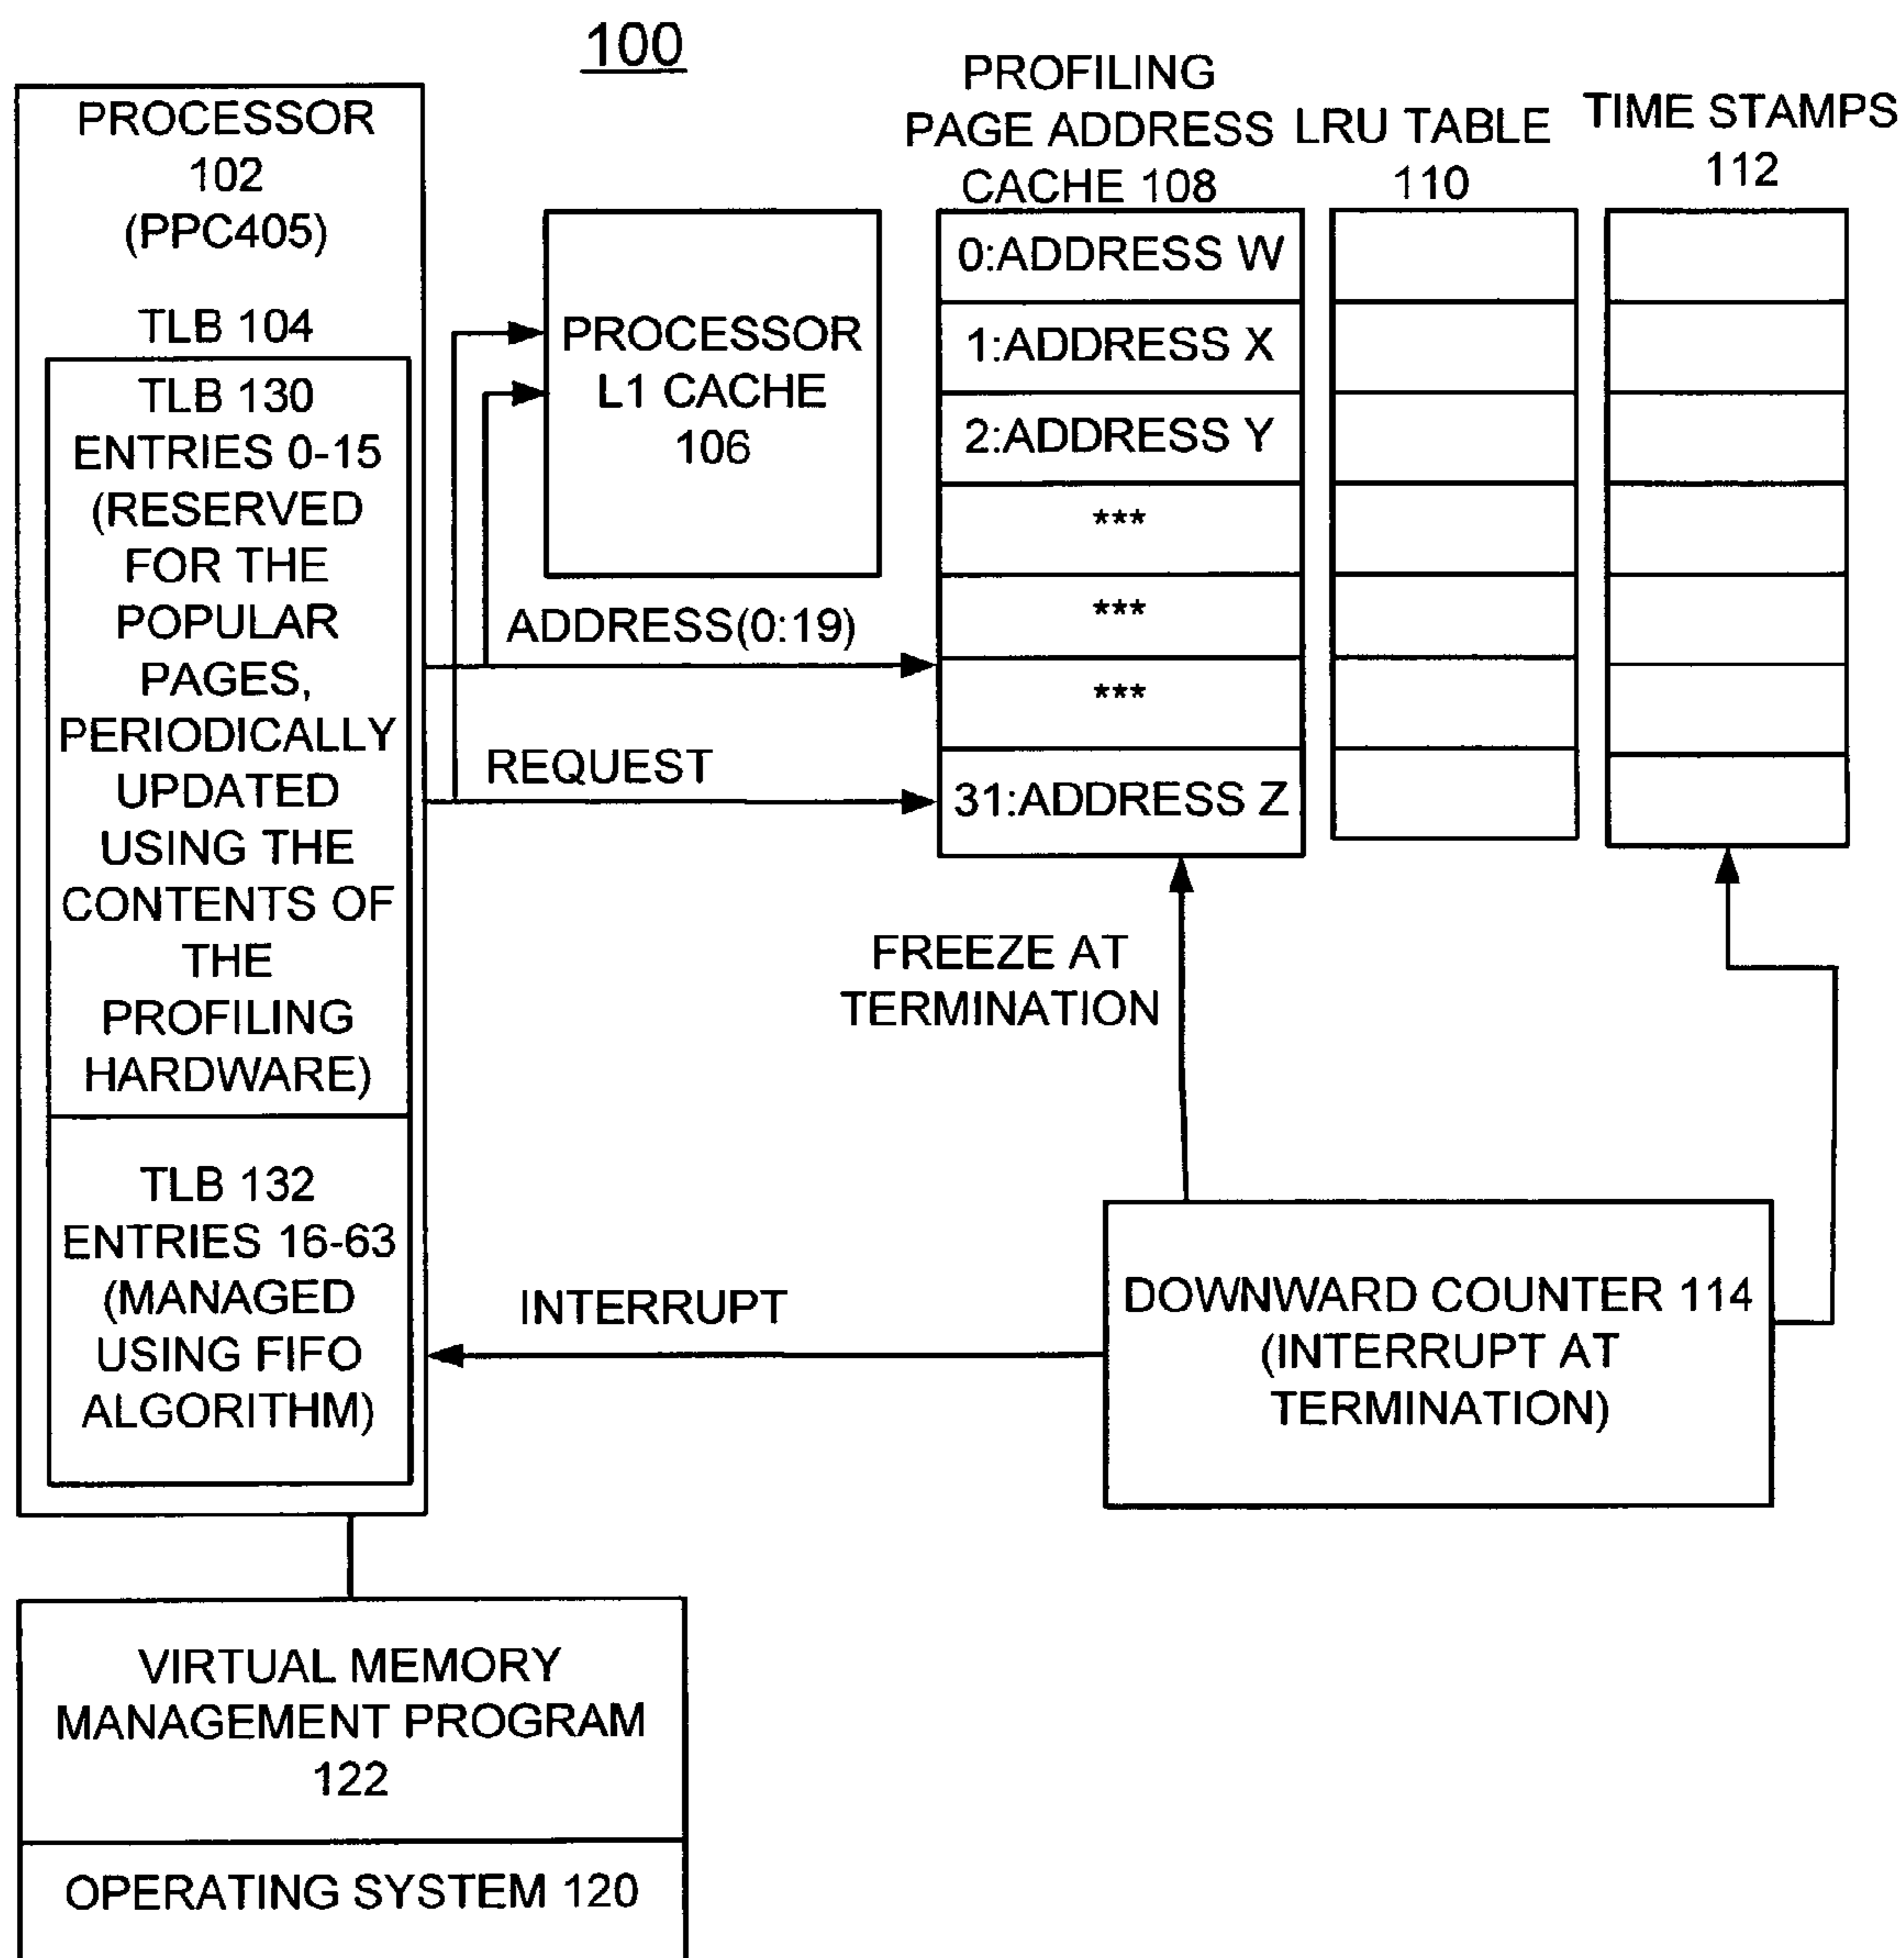 100
PROCESSOR
102
(PPC405)
TLB 104
TLB 130
ENTRIES 0-15
(RESERVED
FOR THE
POPULAR
PAGES,
PERIODICALLY
UPDATED
USING THE
CONTENTS OF
THE
PROFILING
HARDWARE)
TLB 132
ENTRIES 16-63
(MANAGED
USING FIFO
ALGORITHM)
PROCESSOR
L1 CACHE
106
ADDRESS(0:19)
REQUEST
PROFILING
PAGE ADDRESS
CACHE 108
0:ADDRESS W
1:ADDRESS X
2:ADDRESS Y
***
***
***
31:ADDRESS Z
LRU TABLE
110
TIME STAMPS
112
FREEZE AT
TERMINATION
INTERRUPT
DOWNWARD COUNTER 114
(INTERRUPT AT
TERMINATION)
VIRTUAL MEMORY
MANAGEMENT PROGRAM
122
OPERATING SYSTEM 120